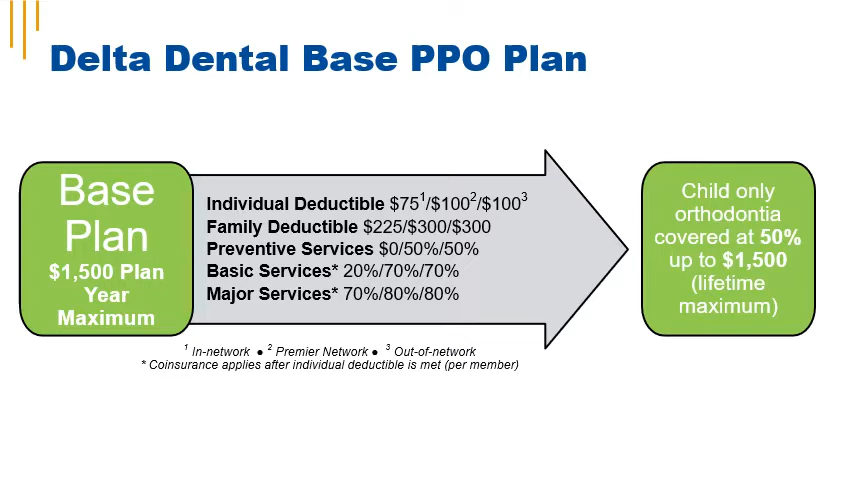 Delta Dental Base PPO Plan
Base
Plan
$1,500 Plan
Year
Maximum
Individual Deductible $75¹/$100²/$100³
Family Deductible $225/$300/$300
Preventive Services $0/50%/50%
Basic Services* 20%/70%/70%
Major Services* 70%/80%/80%
Child only
orthodontia
covered at 50%
up to $1,500
(lifetime
maximum)
¹ In-network ● ² Premier Network ● ³ Out-of-network
* Coinsurance applies after individual deductible is met (per member)